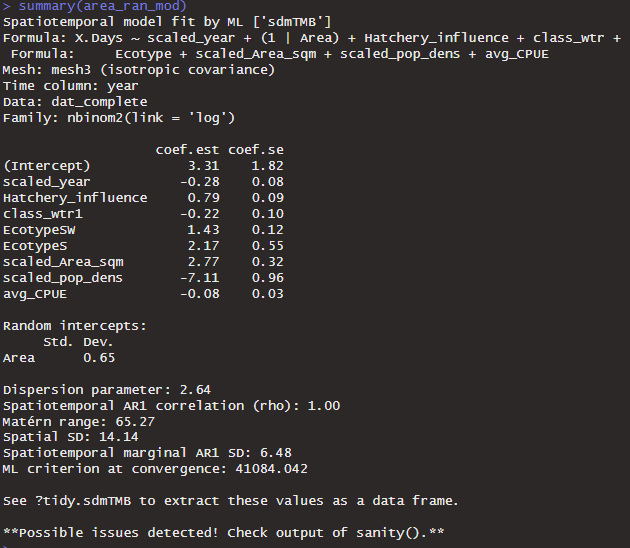 > summary(area_ran_mod)
Spatiotemporal model fit by ML ['sdmTMB']
Formula: X.Days ~ scaled_year + (1 | Area) + Hatchery_influence + class_wtr +
 Formula:     Ecotype + scaled_Area_sqm + scaled_pop_dens + avg_CPUE
Mesh: mesh3 (isotropic covariance)
Time column: year
Data: dat_complete
Family: nbinom2(link = 'log')

                   coef.est coef.se
(Intercept)            3.31    1.82
scaled_year           -0.28    0.08
Hatchery_influence     0.79    0.09
class_wtr1            -0.22    0.10
EcotypeSW              1.43    0.12
EcotypeS               2.17    0.55
scaled_Area_sqm        2.77    0.32
scaled_pop_dens       -7.11    0.96
avg_CPUE              -0.08    0.03

Random intercepts:
     Std. Dev.
Area      0.65

Dispersion parameter: 2.64
Spatiotemporal AR1 correlation (rho): 1.00
Matérn range: 65.27
Spatial SD: 14.14
Spatiotemporal marginal AR1 SD: 6.48
ML criterion at convergence: 41084.042

See ?tidy.sdmTMB to extract these values as a data frame.

**Possible issues detected! Check output of sanity().**